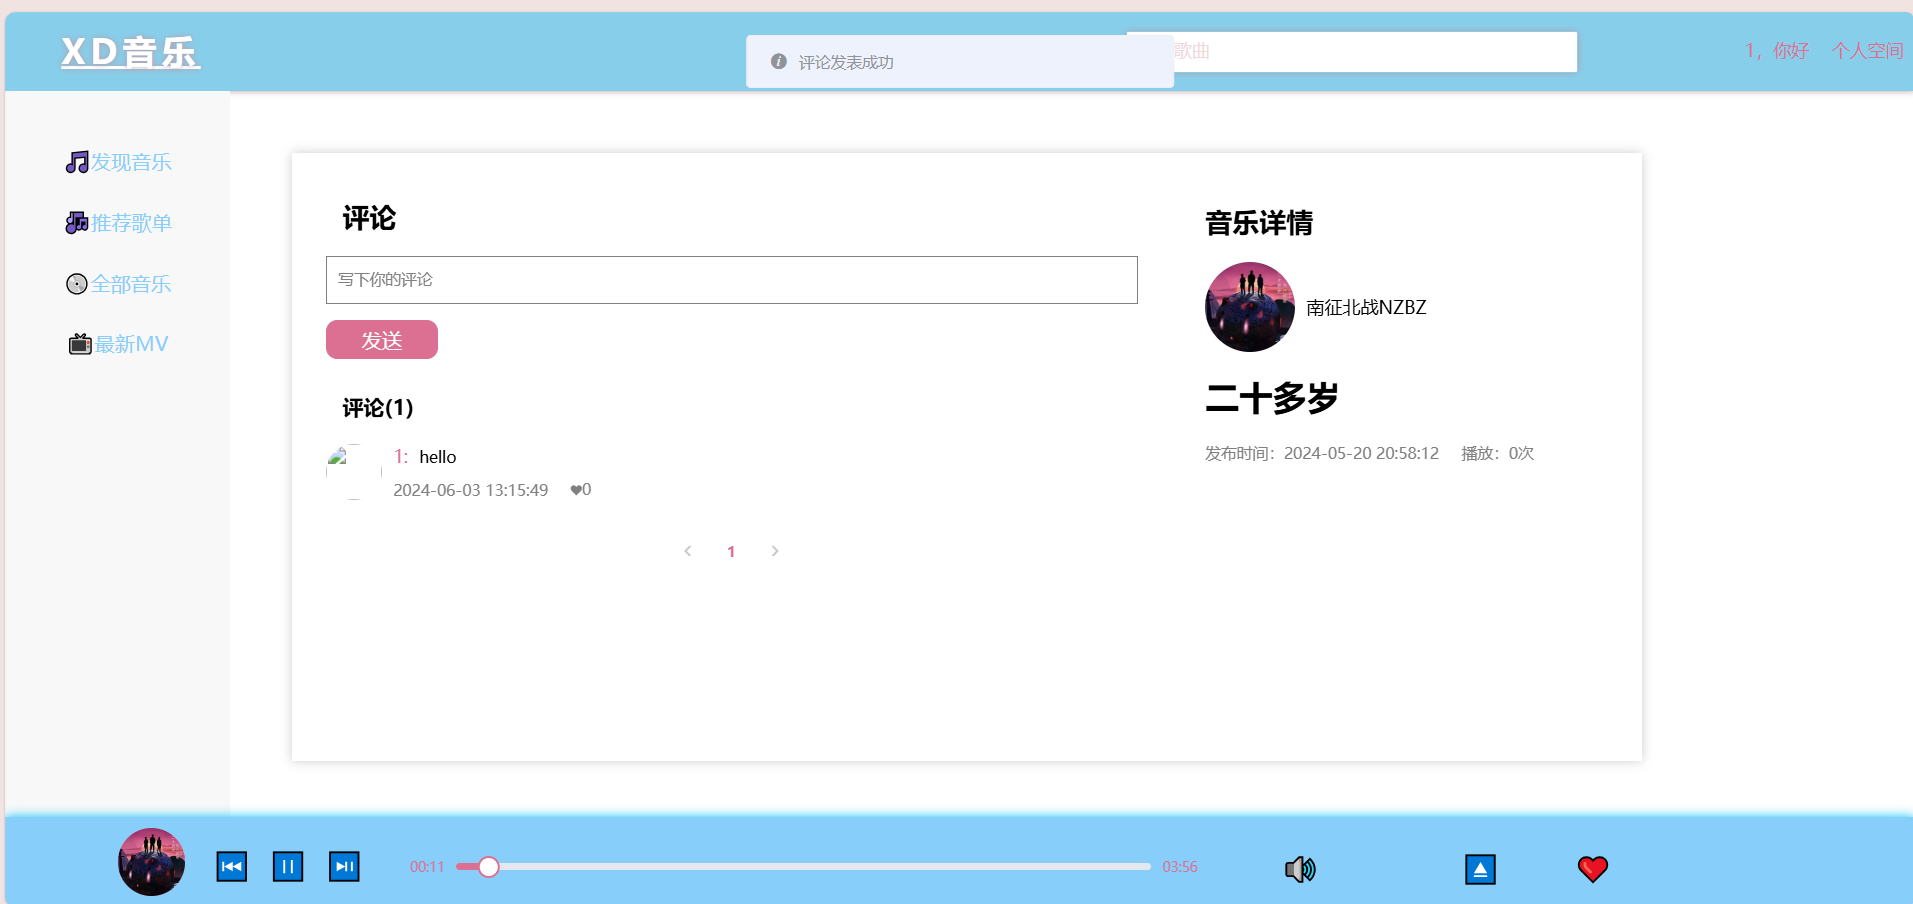 XD音乐
评论发表成功
歌曲
1，你好 个人空间
发现音乐
推荐歌单
全部音乐
最新MV
评论
写下你的评论
发送
评论(1)
1: hello
2024-06-03 13:15:49 0
1
音乐详情
南征北战NZBZ
二十多岁
发布时间：2024-05-20 20:58:12 播放：0次
00:11
03:56